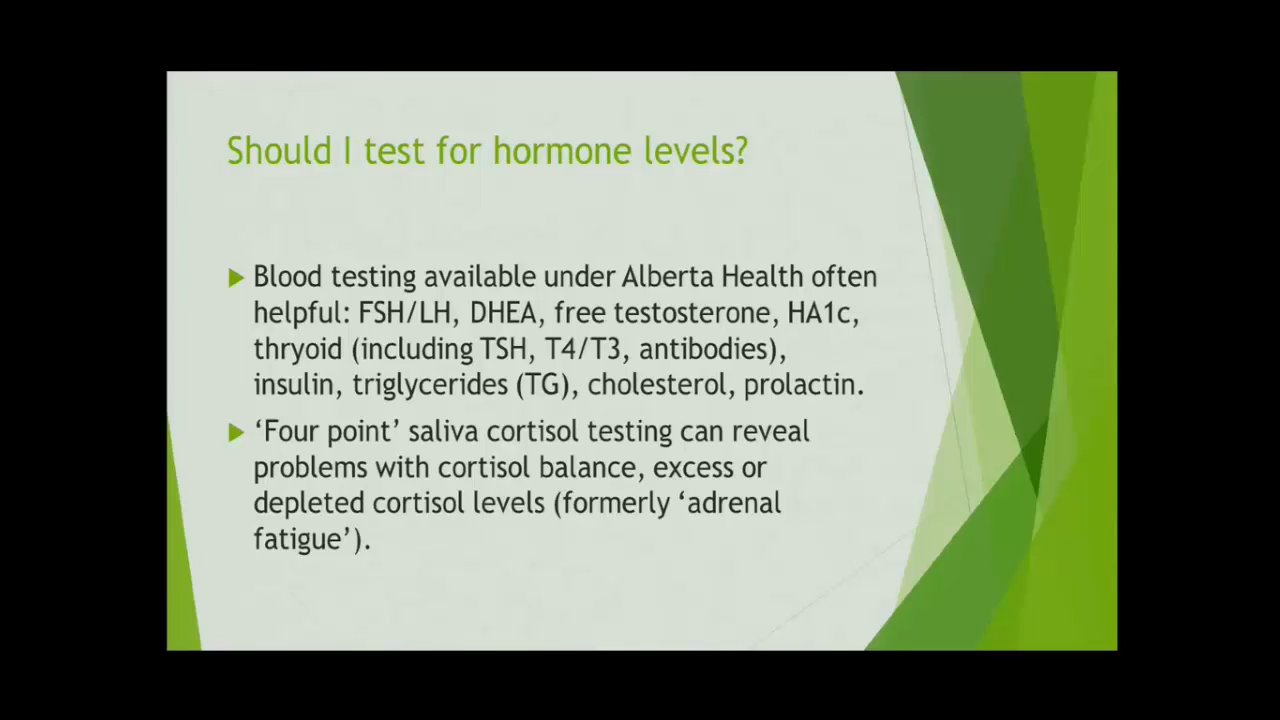 Should I test for hormone levels?
Blood testing available under Alberta Health often
helpful: FSH/LH, DHEA, free testosterone, HA1c,
thryoid (including TSH, T4/T3, antibodies),
insulin, triglycerides (TG), cholesterol, prolactin.
‘Four point’ saliva cortisol testing can reveal
problems with cortisol balance, excess or
depleted cortisol levels (formerly ‘adrenal
fatigue’).